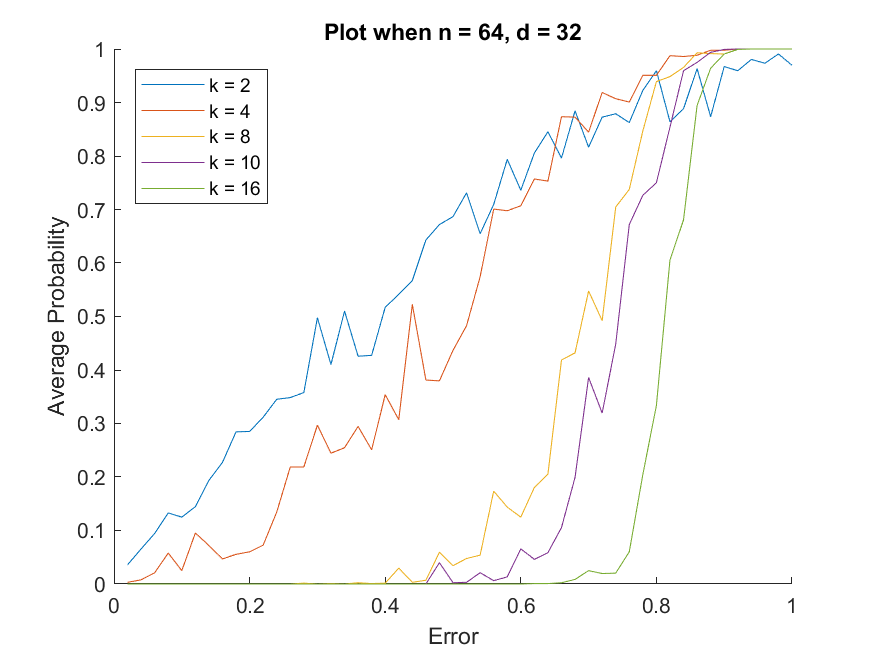 Plot when n = 64, d = 32
1
0.9
0.8
0.7
0.6
0.5
0.4
0.3
0.2
0.1
0
Average Probability
k = 2
k = 4
k = 8
k = 10
k = 16
0 0.2 0.4 0.6 0.8 1
Error